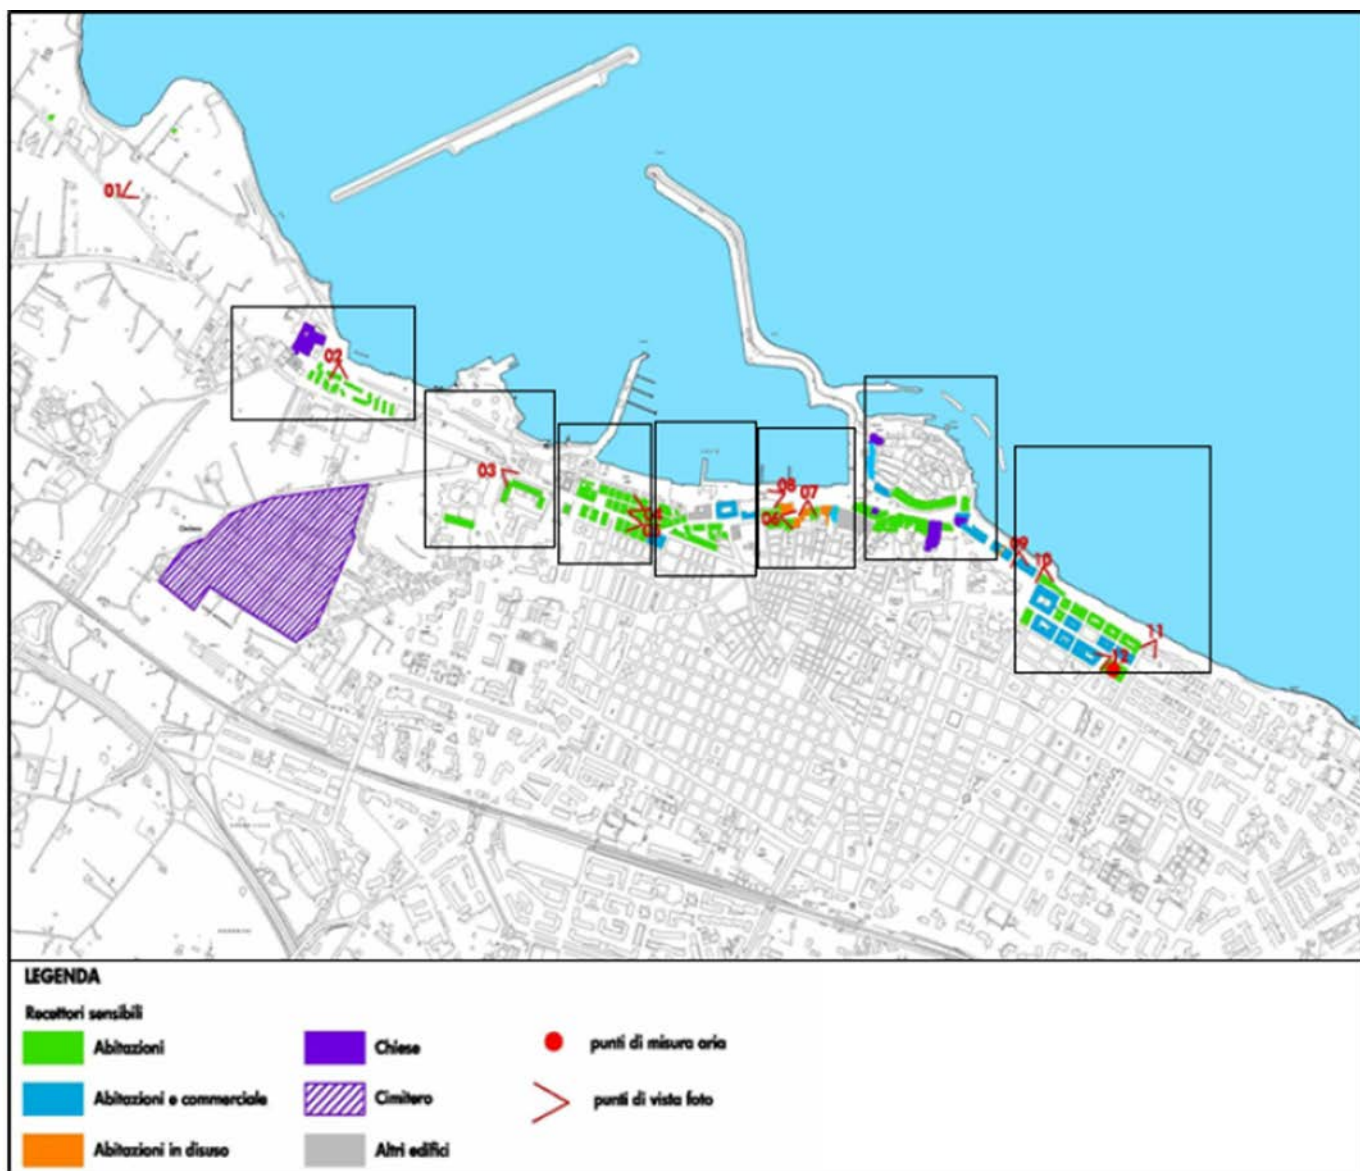 01
02
03
08
07
04
06
09
10
11
12
LEGENDA
Recettori sensibili
Abitazioni
Chiese
punti di misura aria
Abitazioni e commerciale
Cimitero
punti di vista foto
Abitazioni in disuso
Altri edifici